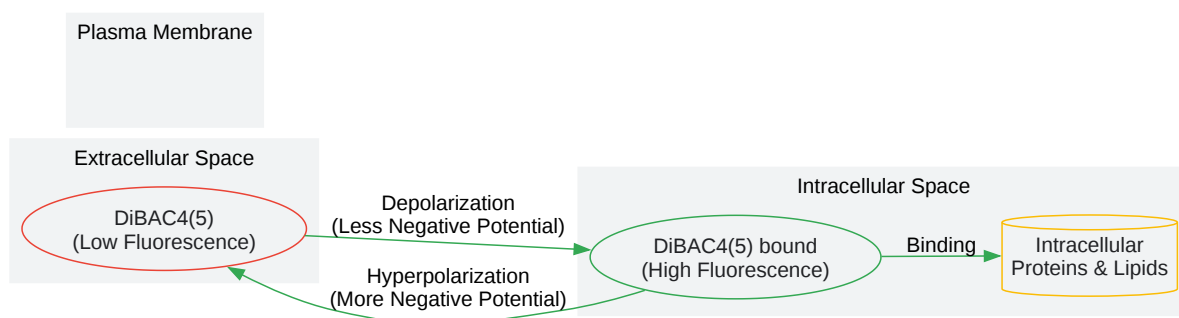 Plasma Membrane
Extracellular Space
DiBAC4(5)
(Low Fluorescence)
Depolarization
(Less Negative Potential)
Hyperpolarization
(More Negative Potential)
Intracellular Space
DiBAC4(5) bound
(High Fluorescence)
Binding
Intracellular
Proteins & Lipids